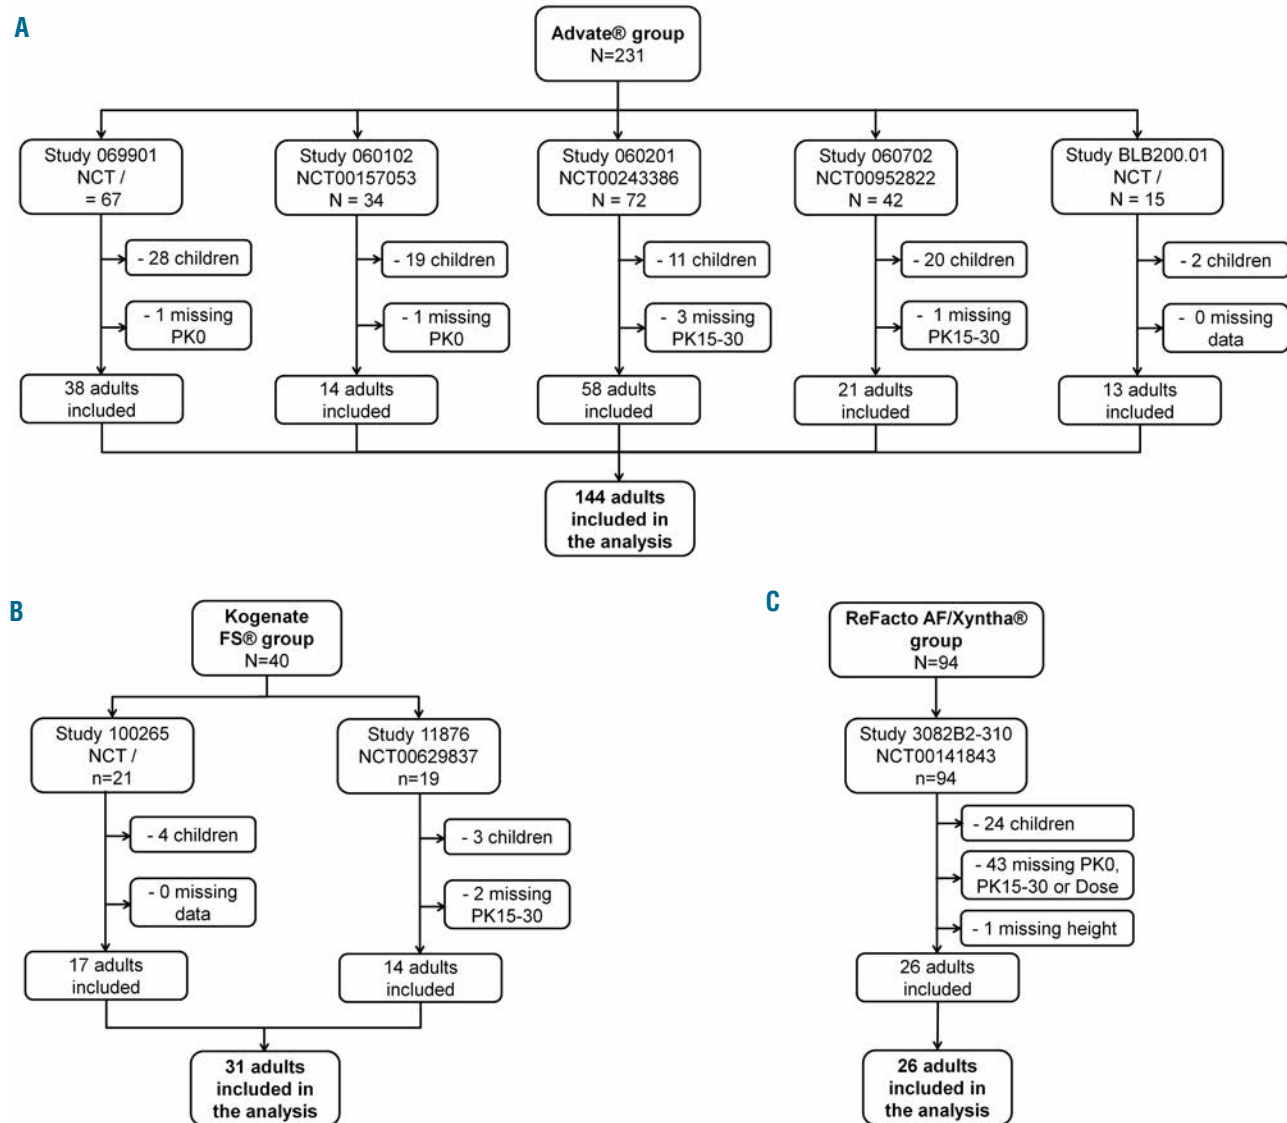 A
Advate® group
N=231
Study 069901
NCT /
= 67
Study 060102
NCT00157053
N = 34
Study 060201
NCT00243386
N = 72
Study 060702
NCT00952822
N = 42
Study BLB200.01
NCT /
N = 15
- 28 children
- 19 children
- 11 children
- 20 children
- 2 children
- 1 missing
PK0
- 1 missing
PK0
- 3 missing
PK15-30
- 1 missing
PK15-30
- 0 missing
data
38 adults
included
14 adults
included
58 adults
included
21 adults
included
13 adults
included
144 adults
included in
the analysis
B
Kogenate
FS® group
N=40
Study 100265
NCT /
n=21
Study 11876
NCT00629837
n=19
- 4 children
- 3 children
- 0 missing
data
- 2 missing
PK15-30
17 adults
included
14 adults
included
31 adults
included in
the analysis
C
ReFacto AF/Xyntha®
group
N=94
Study 3082B2-310
NCT00141843
n=94
- 24 children
- 43 missing PK0,
PK15-30 or Dose
- 1 missing height
26 adults
included
26 adults
included in
the analysis